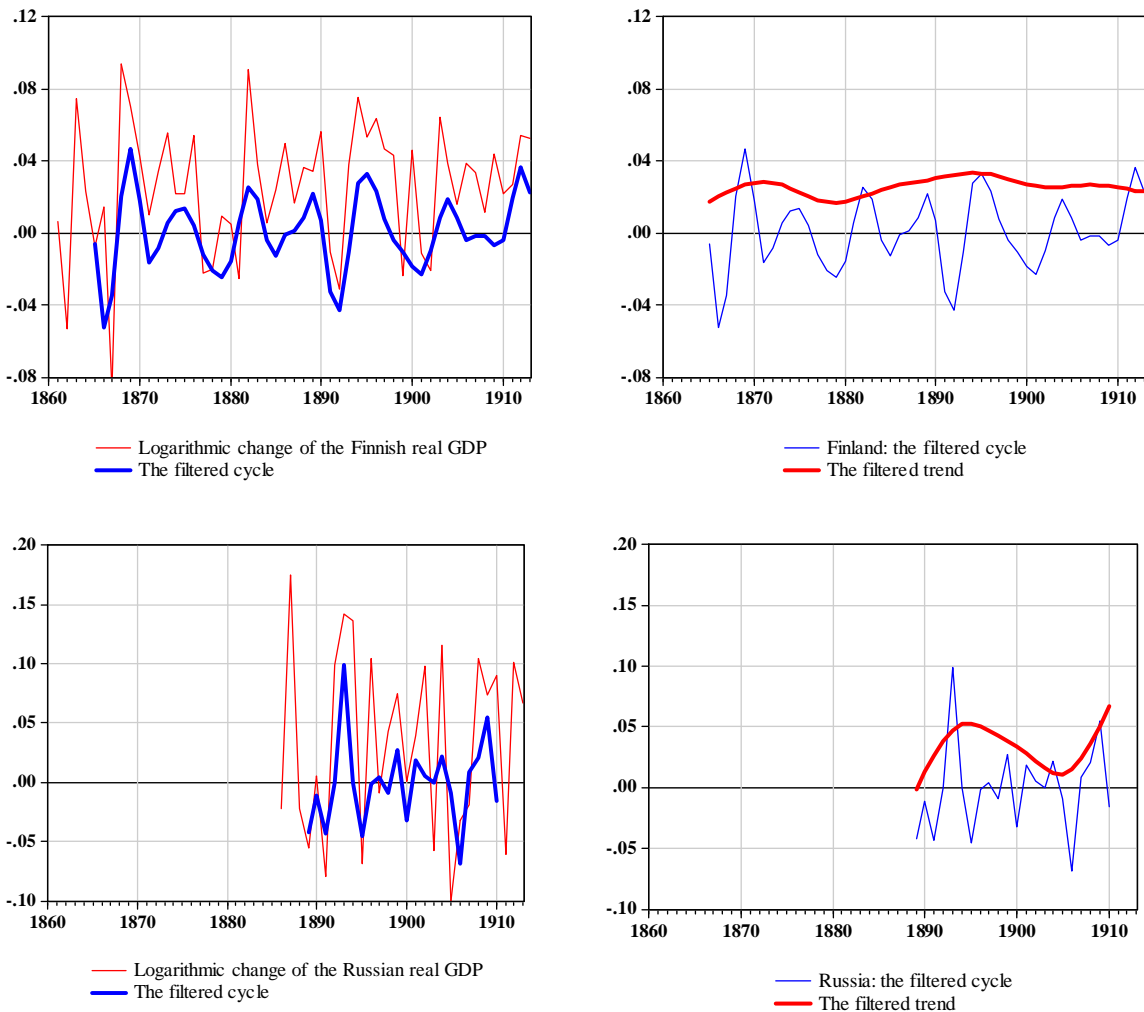 .12
.08
.04
.00
-.04
-.08
1860 1870 1880 1890 1900 1910
Logarithmic change of the Finnish real GDP
The filtered cycle
.12
.08
.04
.00
-.04
-.08
1860 1870 1880 1890 1900 1910
Finland: the filtered cycle
The filtered trend
.20
.15
.10
.05
.00
-.05
-.10
1860 1870 1880 1890 1900 1910
Logarithmic change of the Russian real GDP
The filtered cycle
.20
.15
.10
.05
.00
-.05
-.10
1860 1870 1880 1890 1900 1910
Russia: the filtered cycle
The filtered trend